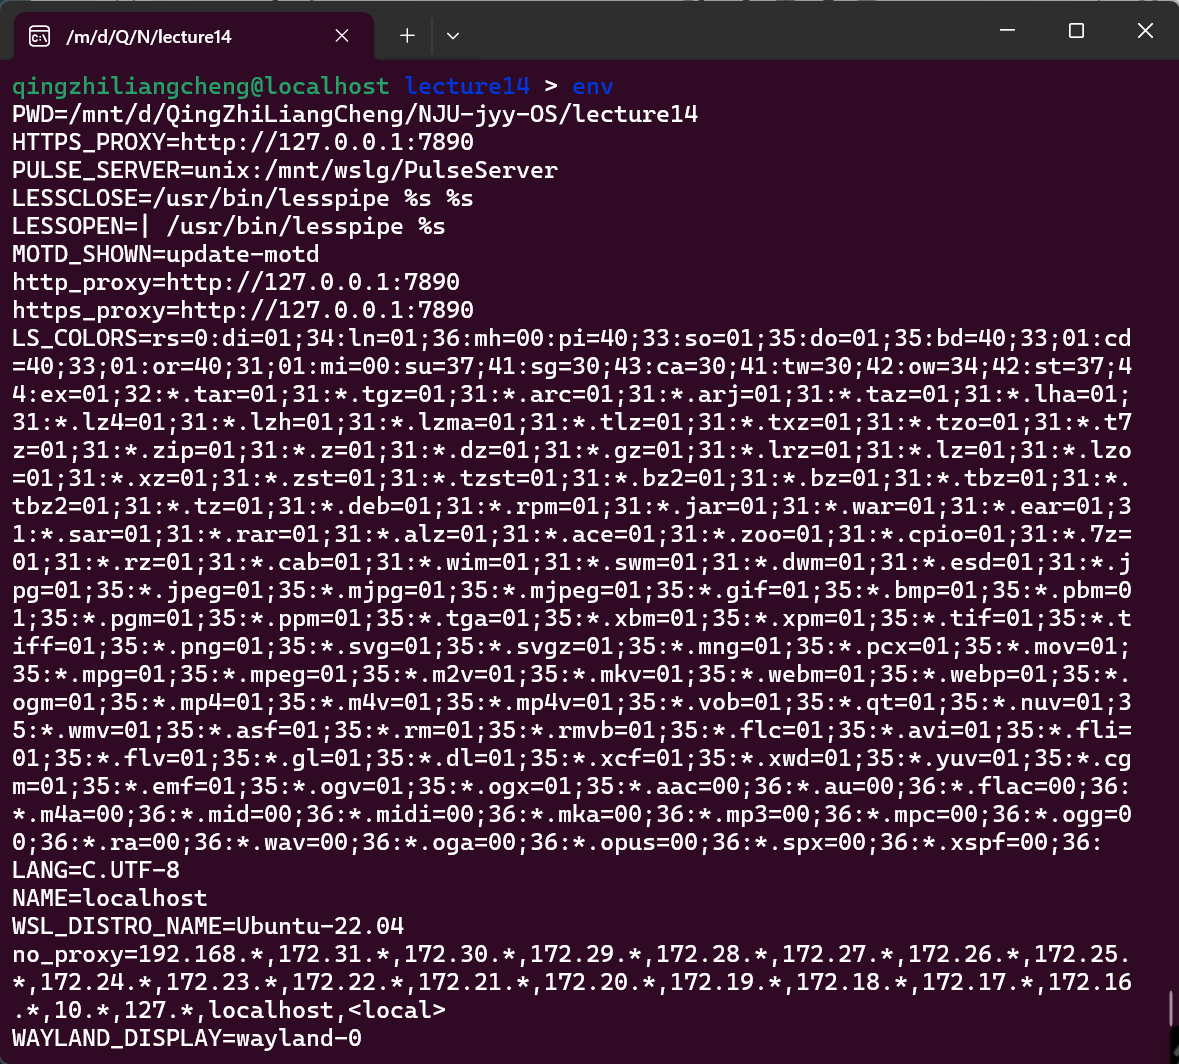 /m/d/Q/N/lecture14
qingzhiliangcheng@localhost lecture14 > env
PWD=/mnt/d/QingZhiLiangCheng/NJU-jyy-OS/lecture14
HTTPS_PROXY=http://127.0.0.1:7890
PULSE_SERVER=unix:/mnt/wslg/PulseServer
LESSCLOSE=/usr/bin/lesspipe %s %s
LESSOPEN=| /usr/bin/lesspipe %s
MOTD_SHOWN=update-motd
http_proxy=http://127.0.0.1:7890
https_proxy=http://127.0.0.1:7890
LS_COLORS=rs=0:di=01;34:ln=01;36:mh=00:pi=40;33:so=01;35:do=01;35:bd=40;33;01:cd
=40;33;01:or=40;31;01:mi=00:su=37;41:sg=30;43:ca=30;41:tw=30;42:ow=34;42:st=37;4
4:ex=01;32:*.tar=01;31:*.tgz=01;31:*.arc=01;31:*.arj=01;31:*.taz=01;31:*.lha=01;
31:*.lz4=01;31:*.lzh=01;31:*.lzma=01;31:*.tlz=01;31:*.txz=01;31:*.tzo=01;31:*.t7
z=01;31:*.zip=01;31:*.z=01;31:*.dz=01;31:*.gz=01;31:*.lrz=01;31:*.lz=01;31:*.lzo
=01;31:*.xz=01;31:*.zst=01;31:*.tzst=01;31:*.bz2=01;31:*.bz=01;31:*.tbz=01;31:*.
tbz2=01;31:*.tz=01;31:*.deb=01;31:*.rpm=01;31:*.jar=01;31:*.war=01;31:*.ear=01;3
1:*.sar=01;31:*.rar=01;31:*.alz=01;31:*.ace=01;31:*.zoo=01;31:*.cpio=01;31:*.7z=
01;31:*.rz=01;31:*.cab=01;31:*.wim=01;31:*.swm=01;31:*.dwm=01;31:*.esd=01;31:*.j
pg=01;35:*.jpeg=01;35:*.mjpg=01;35:*.mjpeg=01;35:*.gif=01;35:*.bmp=01;35:*.pbm=0
1;35:*.pgm=01;35:*.ppm=01;35:*.tga=01;35:*.xbm=01;35:*.xpm=01;35:*.tif=01;35:*.t
iff=01;35:*.png=01;35:*.svg=01;35:*.svgz=01;35:*.mng=01;35:*.pcx=01;35:*.mov=01;
35:*.mpg=01;35:*.mpeg=01;35:*.m2v=01;35:*.mkv=01;35:*.webm=01;35:*.webp=01;35:*.
ogm=01;35:*.mp4=01;35:*.m4v=01;35:*.mp4v=01;35:*.vob=01;35:*.qt=01;35:*.nuv=01;3
5:*.wmv=01;35:*.asf=01;35:*.rm=01;35:*.rmvb=01;35:*.flc=01;35:*.avi=01;35:*.fli=
01;35:*.flv=01;35:*.gl=01;35:*.dl=01;35:*.xcf=01;35:*.xwd=01;35:*.yuv=01;35:*.cg
m=01;35:*.emf=01;35:*.ogv=01;35:*.ogx=01;35:*.aac=00;36:*.au=00;36:*.flac=00;36:
*.m4a=00;36:*.mid=00;36:*.midi=00;36:*.mka=00;36:*.mp3=00;36:*.mpc=00;36:*.ogg=0
0;36:*.ra=00;36:*.wav=00;36:*.oga=00;36:*.opus=00;36:*.spx=00;36:*.xspf=00;36:
LANG=C.UTF-8
NAME=localhost
WSL_DISTRO_NAME=Ubuntu-22.04
no_proxy=192.168.*,172.31.*,172.30.*,172.29.*,172.28.*,172.27.*,172.26.*,172.25.
*,172.24.*,172.23.*,172.22.*,172.21.*,172.20.*,172.19.*,172.18.*,172.17.*,172.16
.*,10.*,127.*,localhost,<local>
WAYLAND_DISPLAY=wayland-0